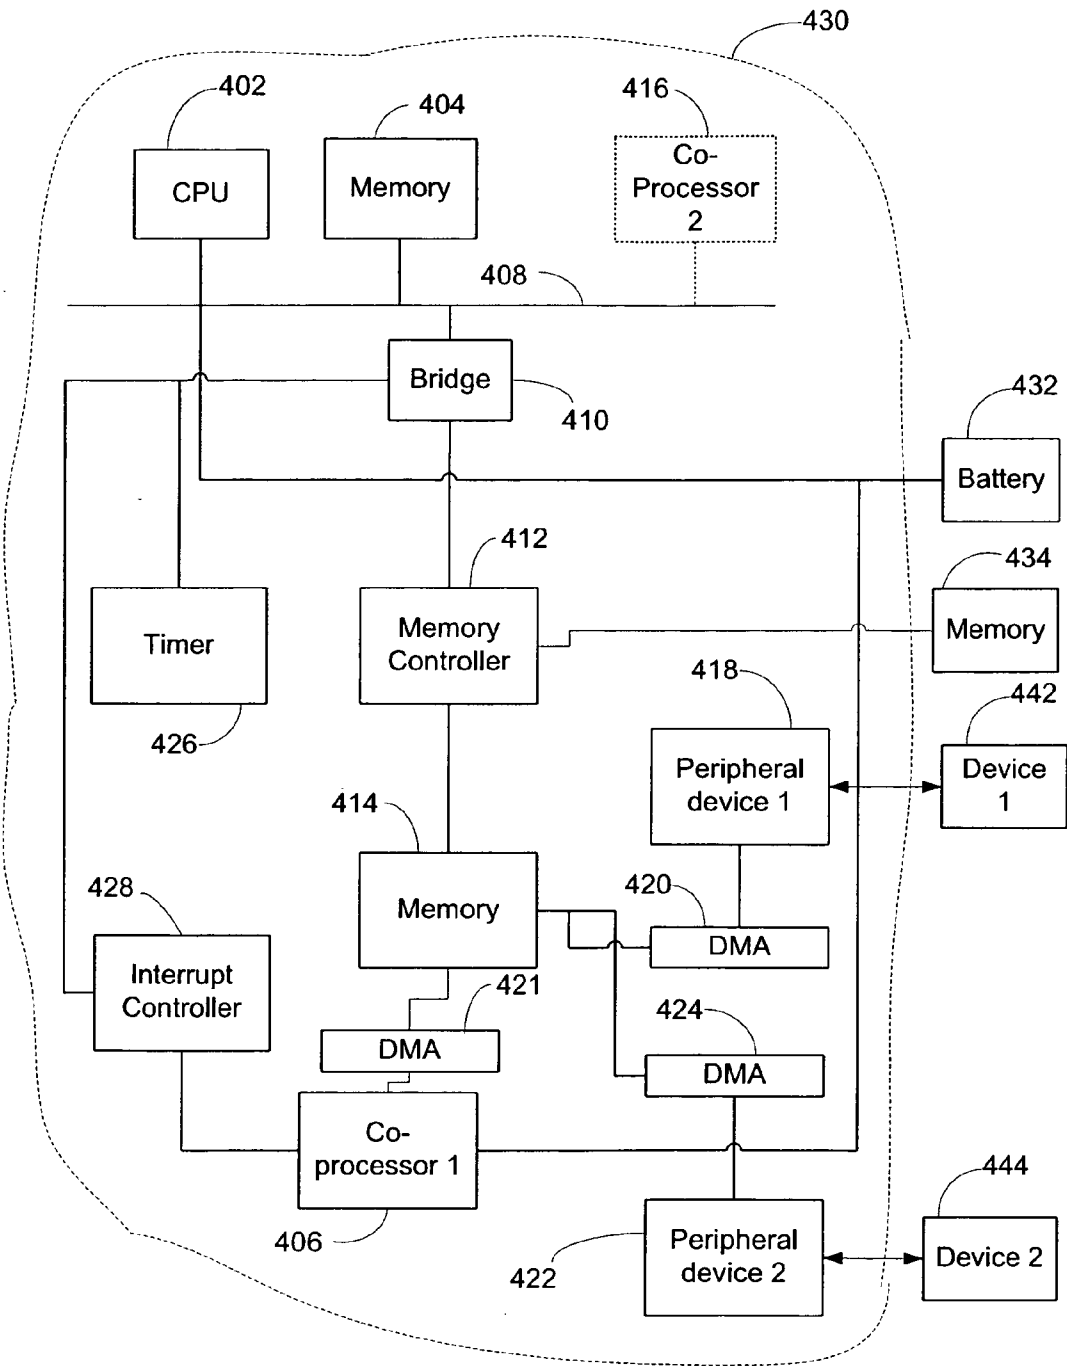 430
402
404
416
CPU
Memory
Co-
Processor
2
408
Bridge
410
432
Battery
412
434
Timer
Memory
Controller
Memory
418
442
426
Peripheral
device 1
Device
1
414
428
420
Memory
DMA
Interrupt
Controller
421
424
DMA
DMA
Co-
processor 1
444
406
422
Peripheral
device 2
Device 2